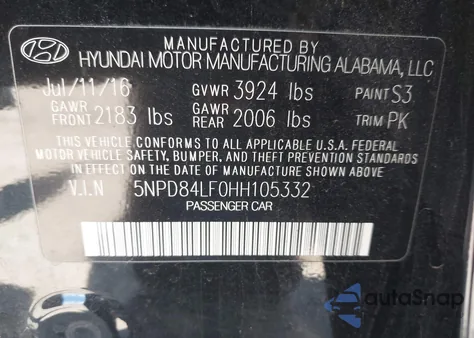 MANUFACTURED BY
HYUNDAI MOTOR MANUFACTURING ALABAMA, LLC
Jul/11/16 GVWR 3924 lbs PAINT S3
GAWR FRONT 2183 lbs GAWR REAR 2006 lbs TRIM PK
THIS VEHICLE CONFORMS TO ALL APPLICABLE U.S.A. FEDERAL
MOTOR VEHICLE SAFETY, BUMPER, AND THEFT PREVENTION STANDARDS
IN EFFECT ON THE DATE OF MANUFACTURE SHOWN ABOVE
V.I.N 5NPD84LF0HH105332
PASSENGER CAR
autoSnap